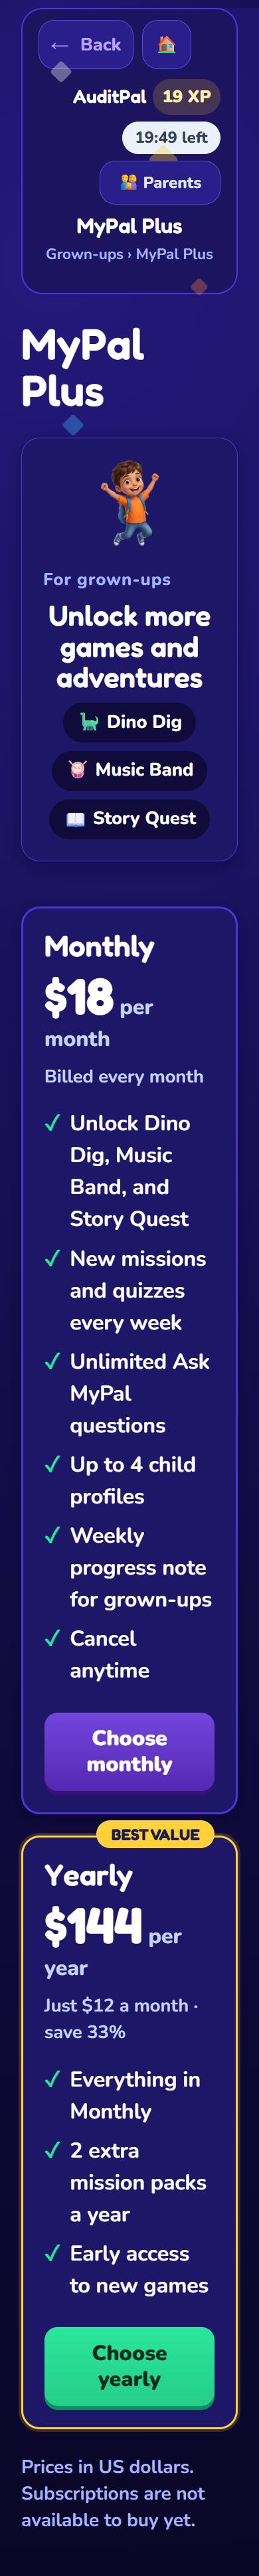 ← Back
AuditPal 19 XP
19:49 left
Parents
MyPal Plus
Grown-ups › MyPal Plus
MyPal
Plus
For grown-ups
Unlock more
games and
adventures
Dino Dig
Music Band
Story Quest
Monthly
$18 per
month
Billed every month
✓ Unlock Dino
Dig, Music
Band, and
Story Quest
✓ New missions
and quizzes
every week
✓ Unlimited Ask
MyPal
questions
✓ Up to 4 child
profiles
✓ Weekly
progress note
for grown-ups
✓ Cancel
anytime
Choose
monthly
BEST VALUE
Yearly
$144 per
year
Just $12 a month ·
save 33%
✓ Everything in
Monthly
✓ 2 extra
mission packs
a year
✓ Early access
to new games
Choose
yearly
Prices in US dollars.
Subscriptions are not
available to buy yet.